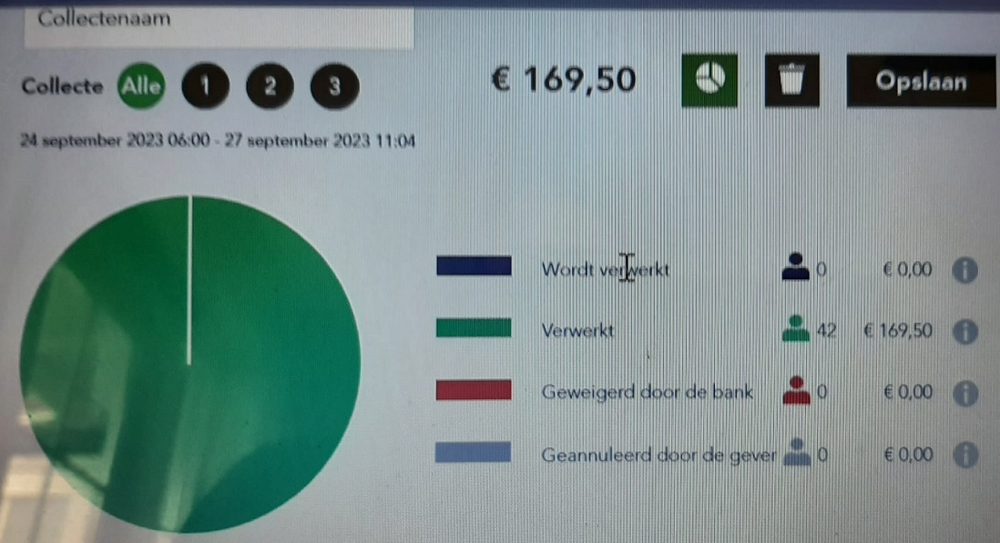 Collectenaam
Collecte Alle 1 2 3 € 169,50 Opslaan
24 september 2023 06:00 - 27 september 2023 11:04
Wordt verwerkt 0 € 0,00
Verwerkt 42 € 169,50
Geweigerd door de bank 0 € 0,00
Geannuleerd door de gever 0 € 0,00